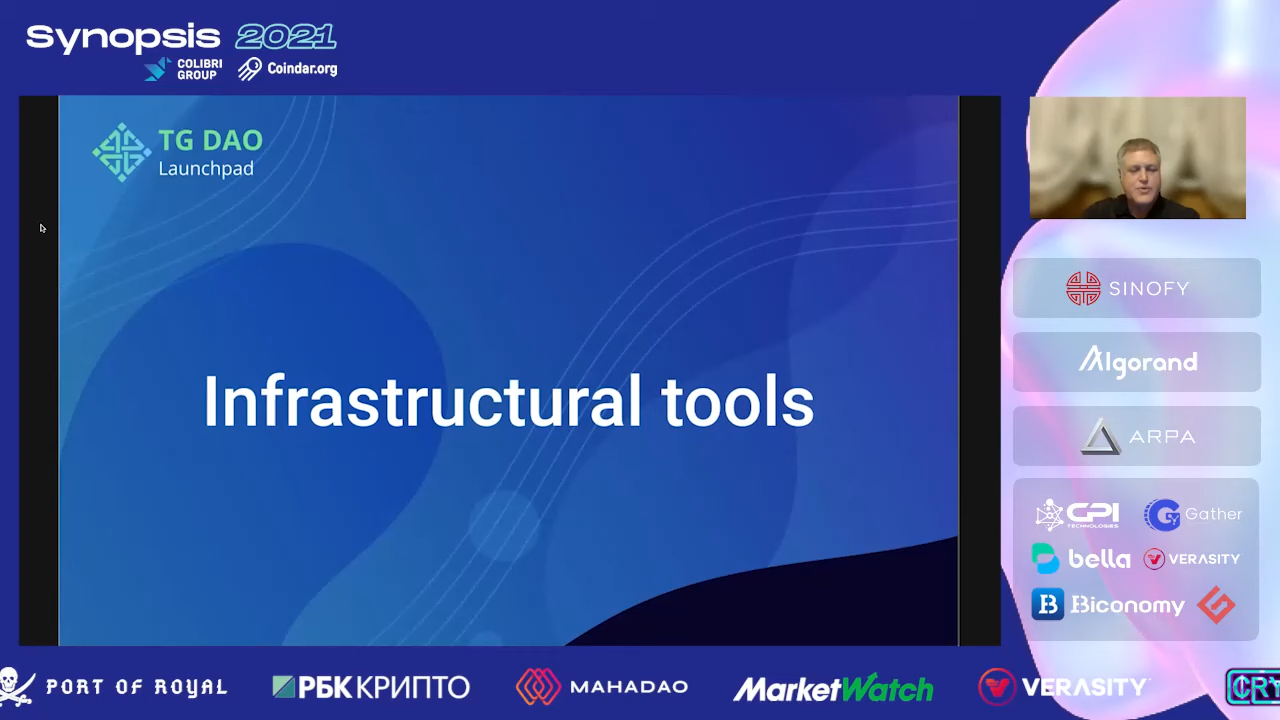 Synopsis 2021
COLIBRI GROUP
Coindar.org
TG DAO
Launchpad
Infrastructural tools
SINOFY
Algorand
ARPA
CPI TECHNOLOGIES
Gather
bella
VERASITY
Biconomy
PORT OF ROYAL
РБК КРИПТО
MAHADAO
MarketWatch
VERASITY
CRY